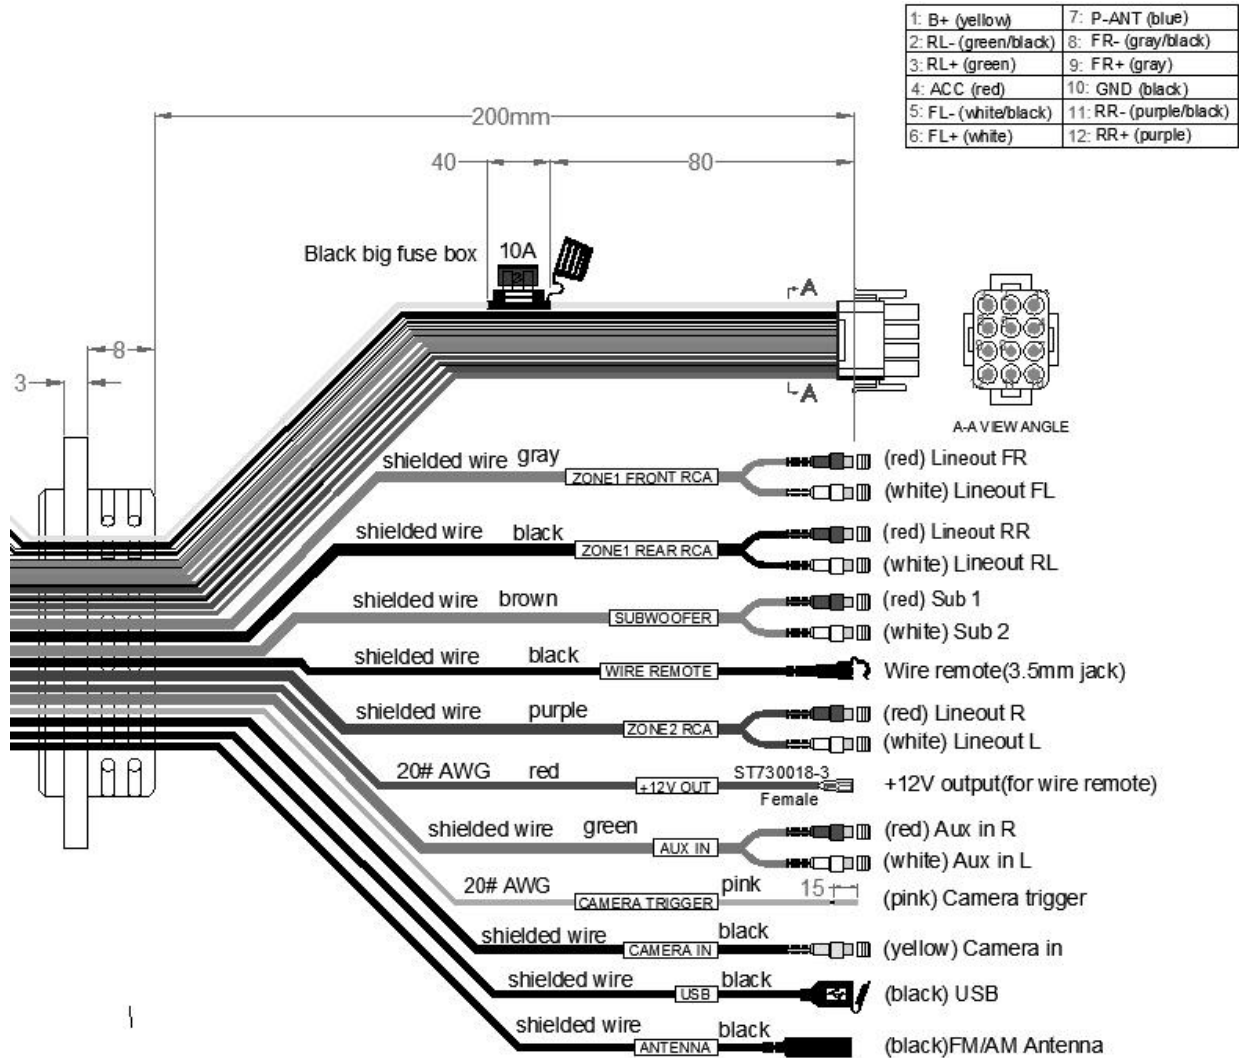 1: B+ (yellow) 7: P-ANT (blue)
2: RL- (green/black) 8: FR- (gray/black)
3: RL+ (green) 9: FR+ (gray)
4: ACC (red) 10: GND (black)
5: FL- (white/black) 11: RR- (purple/black)
6: FL+ (white) 12: RR+ (purple)
200mm
40 80
Black big fuse box 10A
A
8
3
A
A-A VIEW ANGLE
shielded wire gray ZONE1 FRONT RCA
(red) Lineout FR
(white) Lineout FL
shielded wire black ZONE1 REAR RCA
(red) Lineout RR
(white) Lineout RL
shielded wire brown SUBWOOFER
(red) Sub 1
(white) Sub 2
shielded wire black WIRE REMOTE
Wire remote(3.5mm jack)
shielded wire purple ZONE2 RCA
(red) Lineout R
(white) Lineout L
20# AWG red +12V OUT ST730018-3
Female
+12V output(for wire remote)
shielded wire green AUX IN
(red) Aux in R
(white) Aux in L
20# AWG CAMERA TRIGGER pink 15
(pink) Camera trigger
shielded wire CAMERA IN black
(yellow) Camera in
shielded wire USB black
(black) USB
shielded wire ANTENNA black
(black)FM/AM Antenna